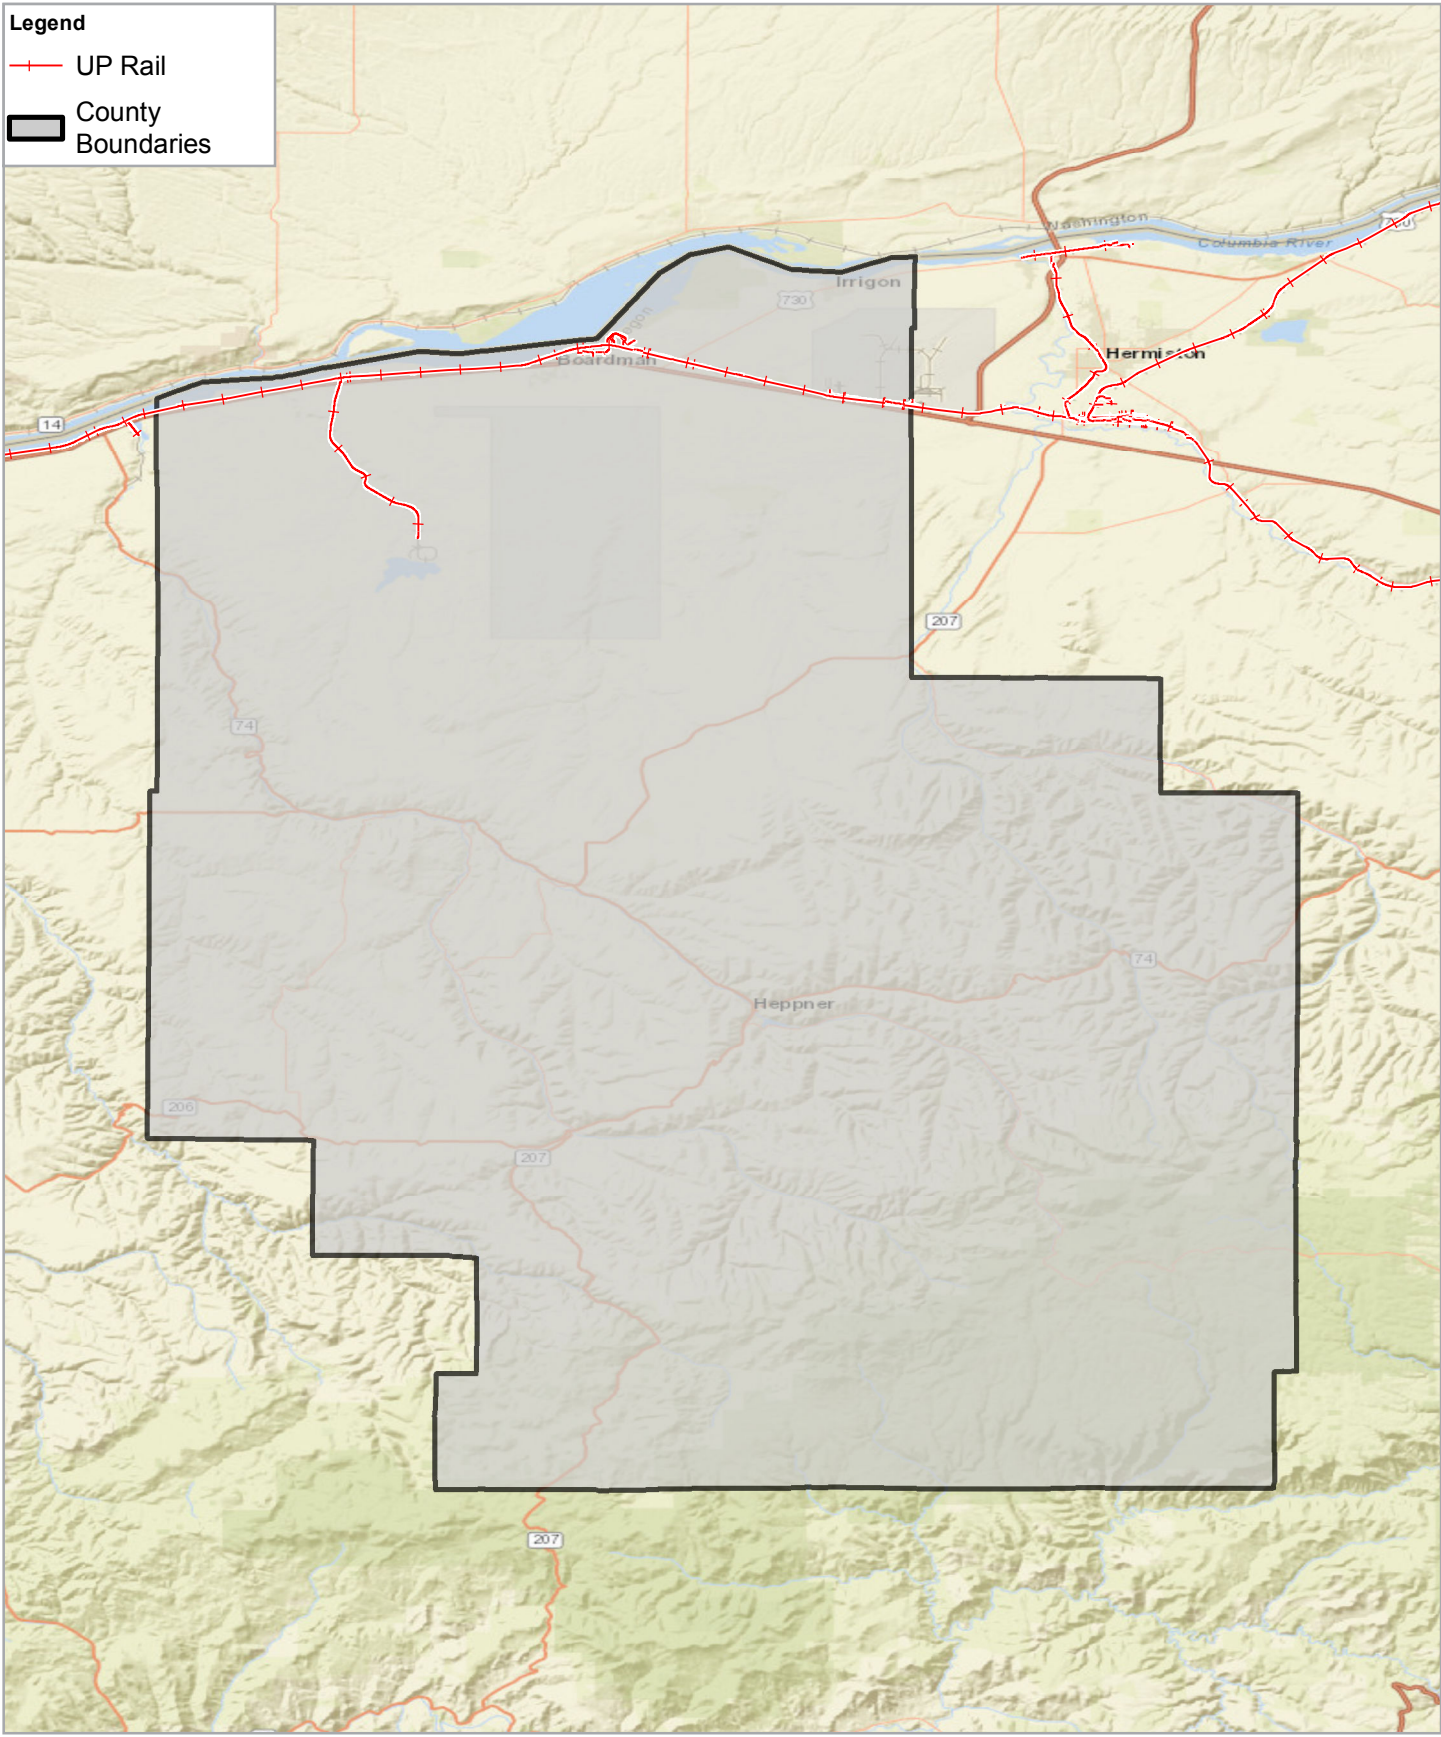 Legend
UP Rail
County
Boundaries
Washington
Columbia River
730
Irrigon
730
Boardman
Hermiston
14
207
74
74
Heppner
206
207
207